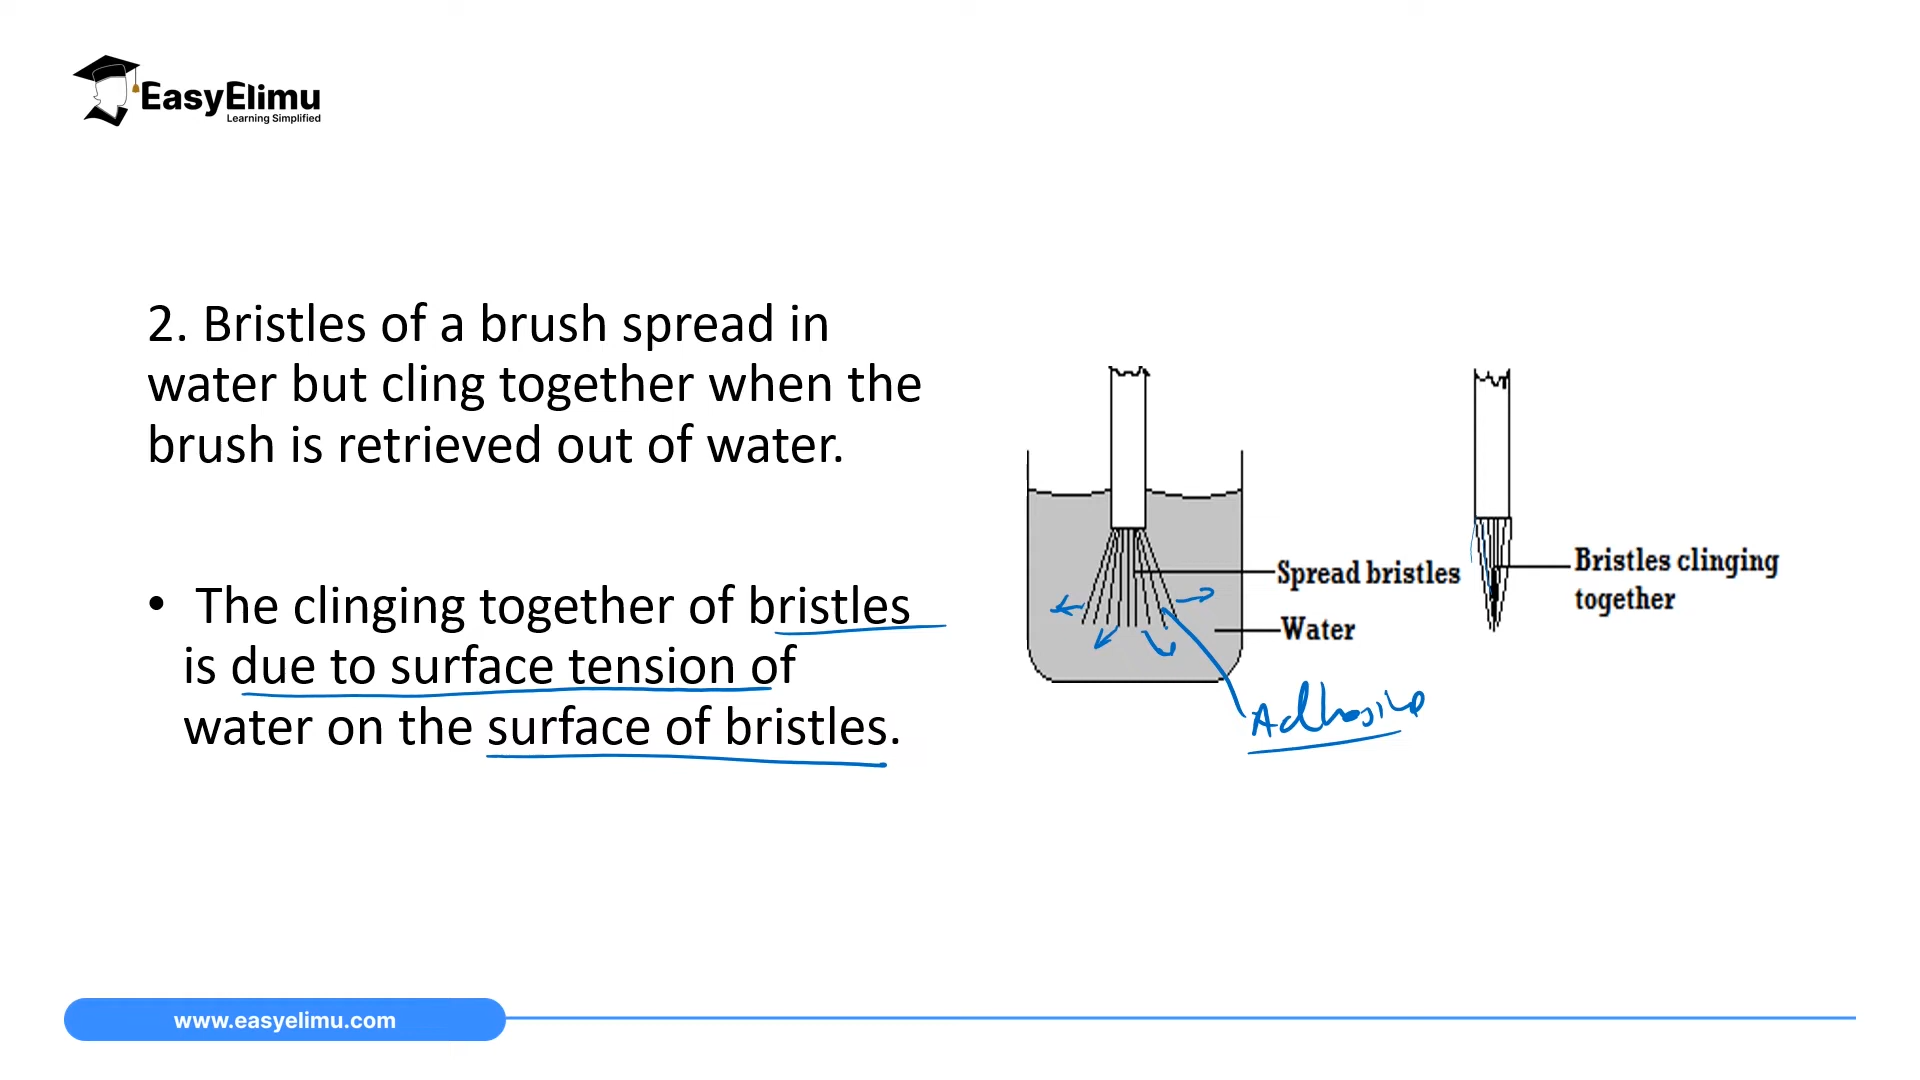 EasyElimu
Learning Simplified
2. Bristles of a brush spread in
water but cling together when the
brush is retrieved out of water.
• The clinging together of bristles
is due to surface tension of
water on the surface of bristles.
Spread bristles
Water
Adhesive
Bristles clinging
together
www.easyelimu.com